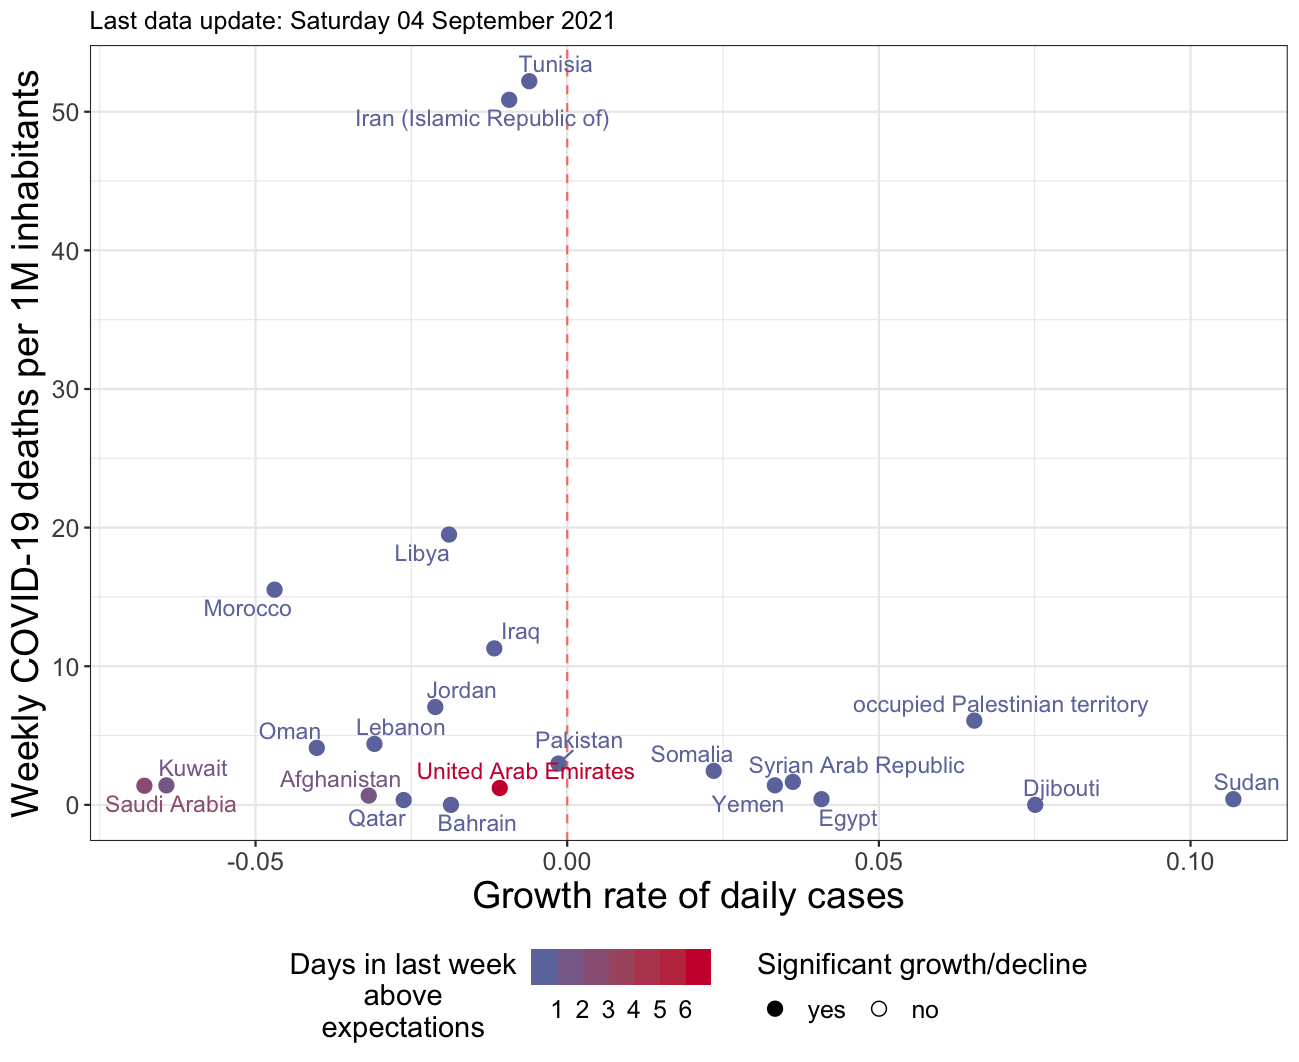 Last data update: Saturday 04 September 2021
Weekly COVID-19 deaths per 1M inhabitants
50
40
30
20
10
0
Tunisia
Iran (Islamic Republic of)
Libya
Morocco
Iraq
Jordan
occupied Palestinian territory
Oman
Lebanon
Pakistan
Somalia
Syrian Arab Republic
Kuwait
United Arab Emirates
Afghanistan
Sudan
Djibouti
Saudi Arabia
Yemen
Qatar
Egypt
Bahrain
-0.05 0.00 0.05 0.10
Growth rate of daily cases
Days in last week
above
expectations
1 2 3 4 5 6
Significant growth/decline
yes no